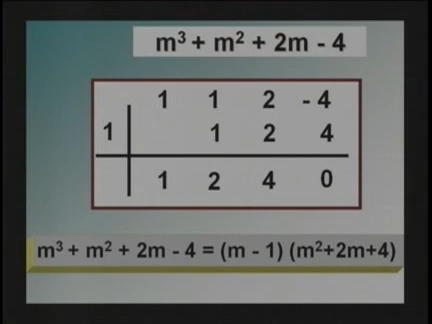 m³ + m² + 2m - 4
1 1 2 - 4
1 1 2 4
1 2 4 0
m³ + m² + 2m - 4 = (m - 1) (m²+2m+4)